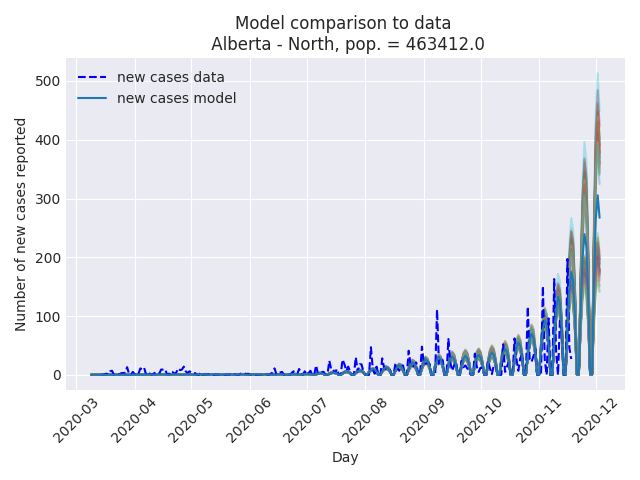 Model comparison to data
Alberta - North, pop. = 463412.0
new cases data
new cases model
Number of new cases reported
500
400
300
200
100
0
2020-03
2020-04
2020-05
2020-06
2020-07
2020-08
2020-09
2020-10
2020-11
2020-12
Day